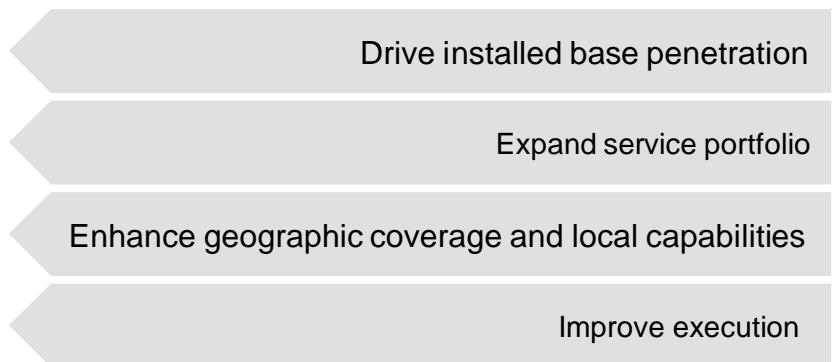 Drive installed base penetration
Expand service portfolio
Enhance geographic coverage and local capabilities
Improve execution